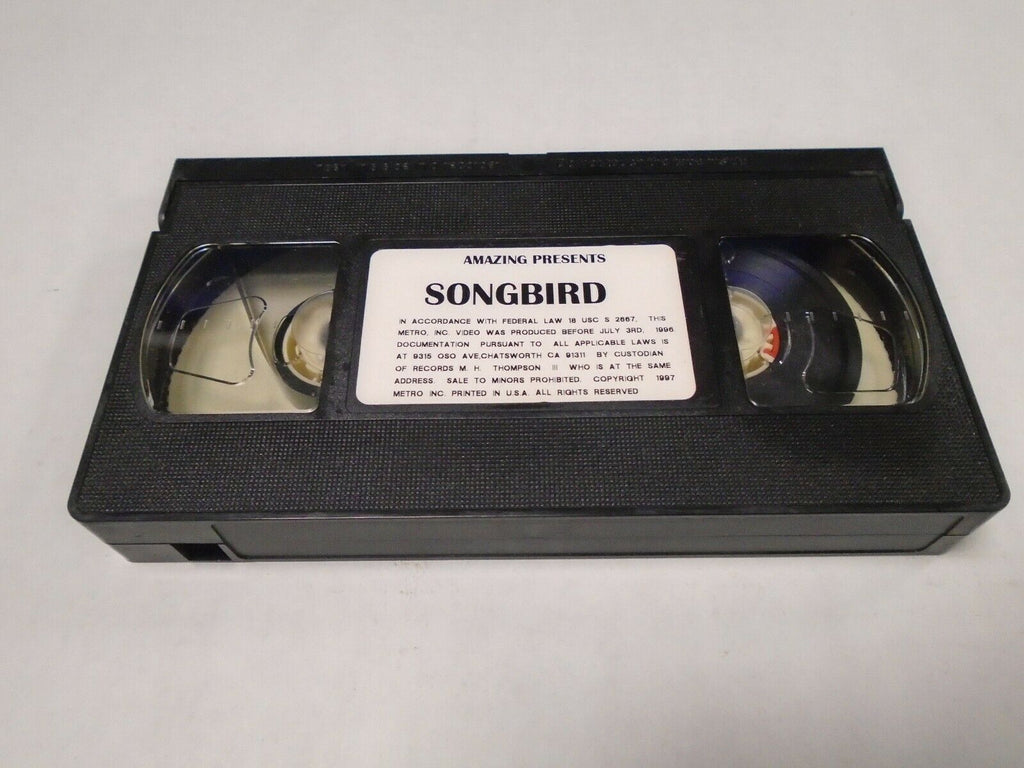 AMAZING PRESENTS
SONGBIRD
IN ACCORDANCE WITH FEDERAL LAW 18 USC S 2667, THIS
METRO, INC. VIDEO WAS PRODUCED BEFORE JULY 3RD, 1996
DOCUMENTATION PURSUANT TO ALL APPLICABLE LAWS IS
AT 9315 OSO AVE,CHATSWORTH CA 91311 BY CUSTODIAN
OF RECORDS M. H. THOMPSON III WHO IS AT THE SAME
ADDRESS. SALE TO MINORS PROHIBITED. COPYRIGHT 1997
METRO INC. PRINTED IN U.S.A. ALL RIGHTS RESERVED